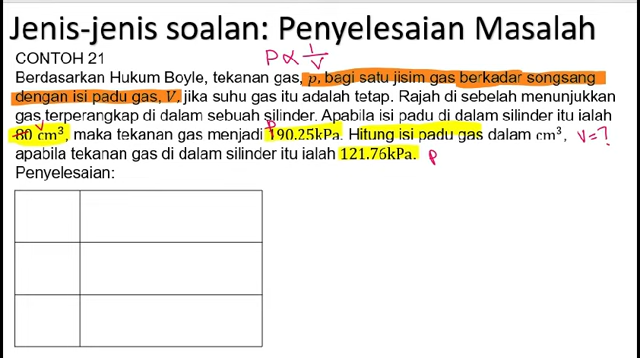 Jenis-jenis soalan: Penyelesaian Masalah
CONTOH 21
P ∝ 1/V
Berdasarkan Hukum Boyle, tekanan gas, p, bagi satu jisim gas berkadar songsang
dengan isi padu gas, V, jika suhu gas itu adalah tetap. Rajah di sebelah menunjukkan
gas terperangkap di dalam sebuah silinder. Apabila isi padu di dalam silinder itu ialah
V
p
80 cm³, maka tekanan gas menjadi 190.25kPa. Hitung isi padu gas dalam cm³, V=?
apabila tekanan gas di dalam silinder itu ialah 121.76kPa. P
Penyelesaian: